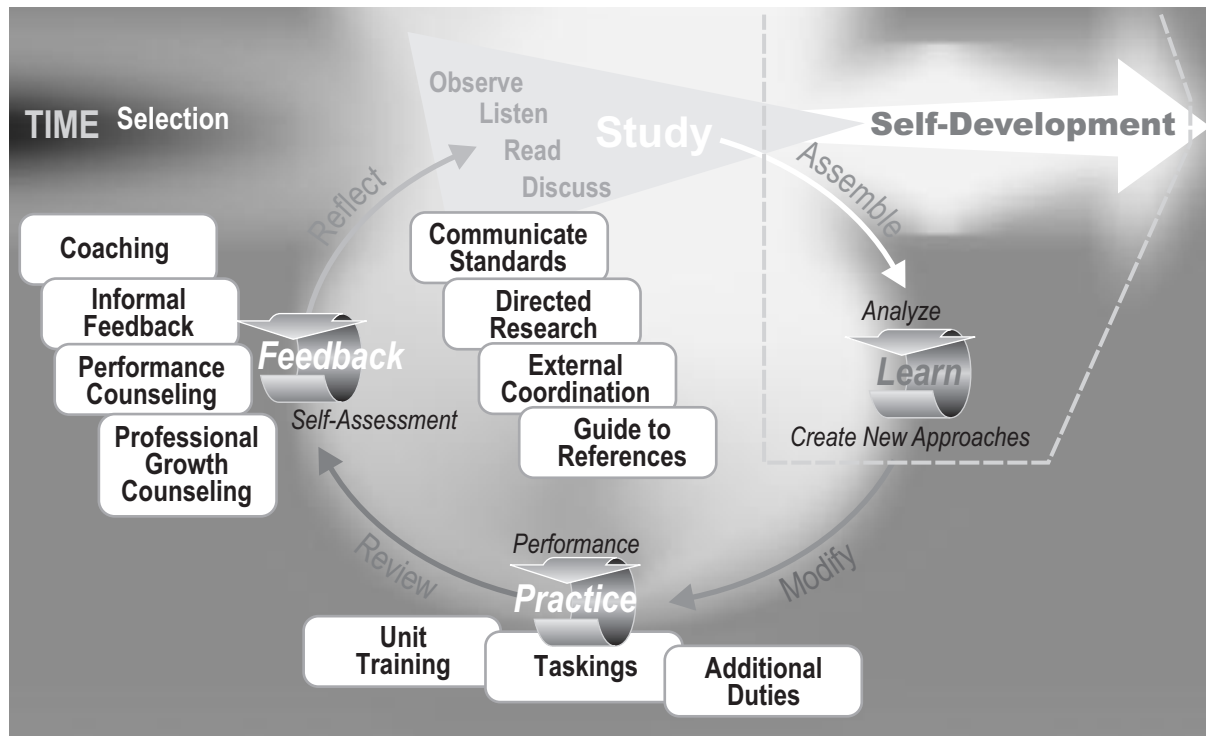 TIME Selection
Observe
Listen
Read
Discuss
Study
Self-Development
Reflect
Assemble
Coaching
Informal
Feedback
Performance
Counseling
Professional
Growth
Counseling
Feedback
Self-Assessment
Communicate
Standards
Directed
Research
External
Coordination
Guide to
References
Analyze
Learn
Create New Approaches
Modify
Review
Performance
Practice
Unit
Training
Taskings
Additional
Duties